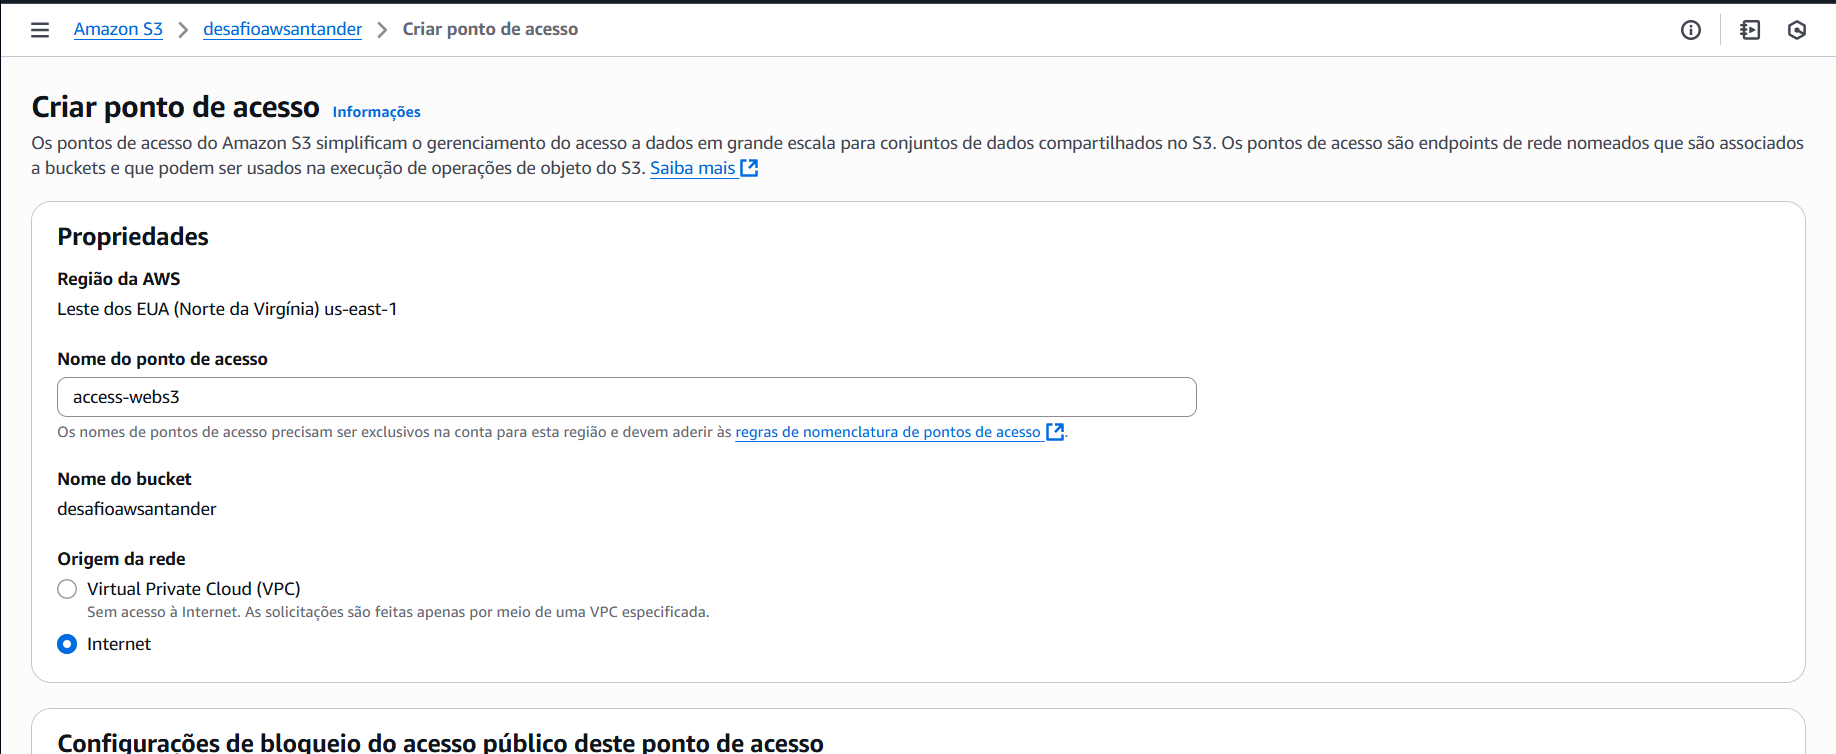 Amazon S3 > desafioawsantander > Criar ponto de acesso
Criar ponto de acesso Informações
Os pontos de acesso do Amazon S3 simplificam o gerenciamento do acesso a dados em grande escala para conjuntos de dados compartilhados no S3. Os pontos de acesso são endpoints de rede nomeados que são associados
a buckets e que podem ser usados na execução de operações de objeto do S3. Saiba mais
Propriedades
Região da AWS
Leste dos EUA (Norte da Virgínia) us-east-1
Nome do ponto de acesso
access-webs3
Os nomes de pontos de acesso precisam ser exclusivos na conta para esta região e devem aderir às regras de nomenclatura de pontos de acesso.
Nome do bucket
desafioawsantander
Origem da rede
Virtual Private Cloud (VPC)
Sem acesso à Internet. As solicitações são feitas apenas por meio de uma VPC especificada.
Internet
Configurações de bloqueio do acesso público deste ponto de acesso